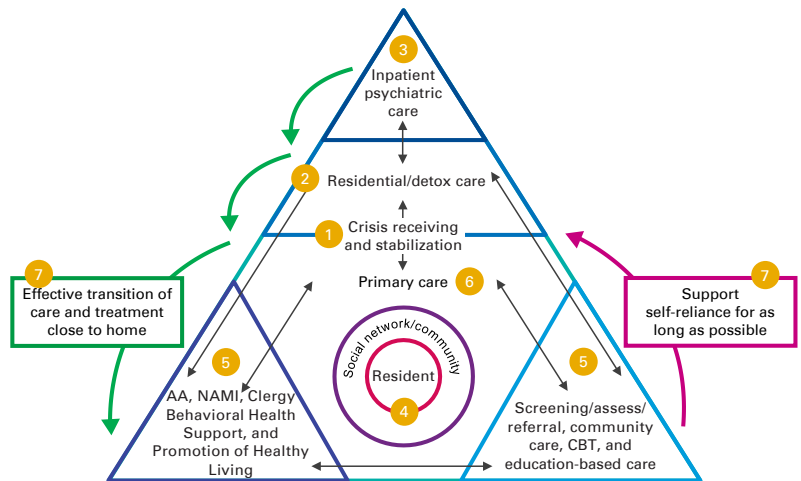 3
Inpatient
psychiatric
care
2
Residential/detox care
1
Crisis receiving
and stabilization
Primary care
6
7
Effective transition of
care and treatment
close to home
7
Support
self-reliance for as
long as possible
Social network/community
Resident
4
5
AA, NAMI, Clergy
Behavioral Health
Support, and
Promotion of Healthy
Living
5
Screening/assess/
referral, community
care, CBT, and
education-based care